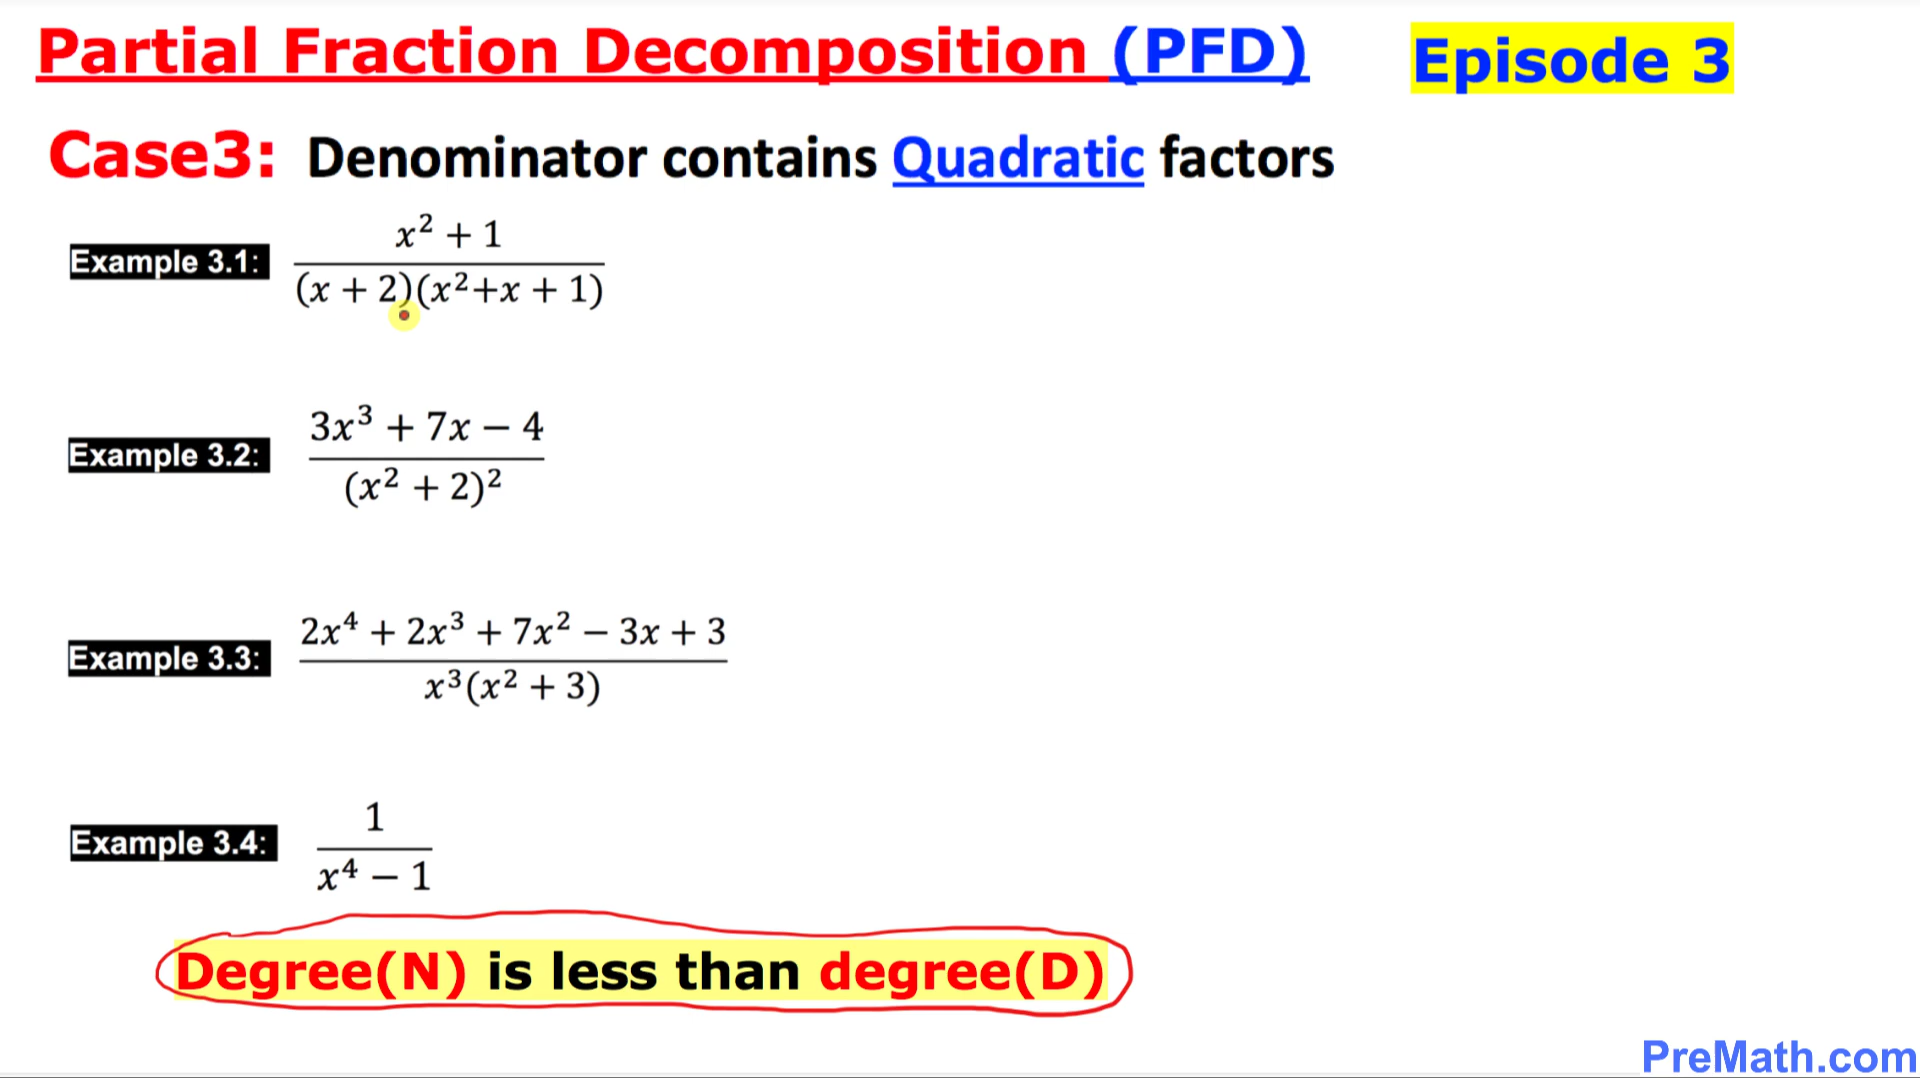 Partial Fraction Decomposition (PFD) Episode 3
Case3: Denominator contains Quadratic factors
Example 3.1: x² + 1
(x + 2)(x²+x + 1)
Example 3.2: 3x³ + 7x − 4
(x² + 2)²
Example 3.3: 2x⁴ + 2x³ + 7x² − 3x + 3
x³(x² + 3)
Example 3.4: 1
x⁴ − 1
Degree(N) is less than degree(D)
PreMath.com